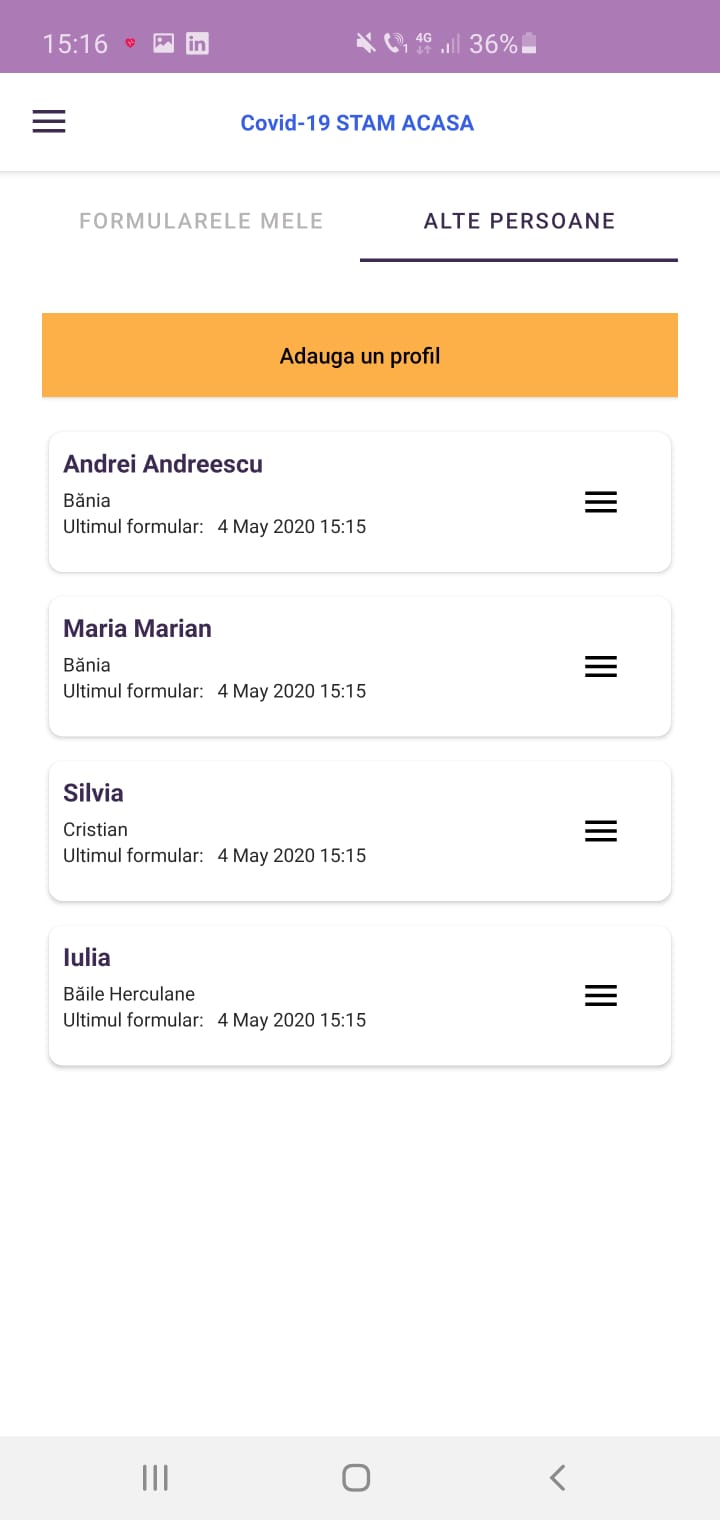 15:16
in
1 4G 36%
Covid-19 STAM ACASA
FORMULARELE MELE ALTE PERSOANE
Adauga un profil
Andrei Andreescu
Bănia
Ultimul formular: 4 May 2020 15:15
Maria Marian
Bănia
Ultimul formular: 4 May 2020 15:15
Silvia
Cristian
Ultimul formular: 4 May 2020 15:15
Iulia
Băile Herculane
Ultimul formular: 4 May 2020 15:15